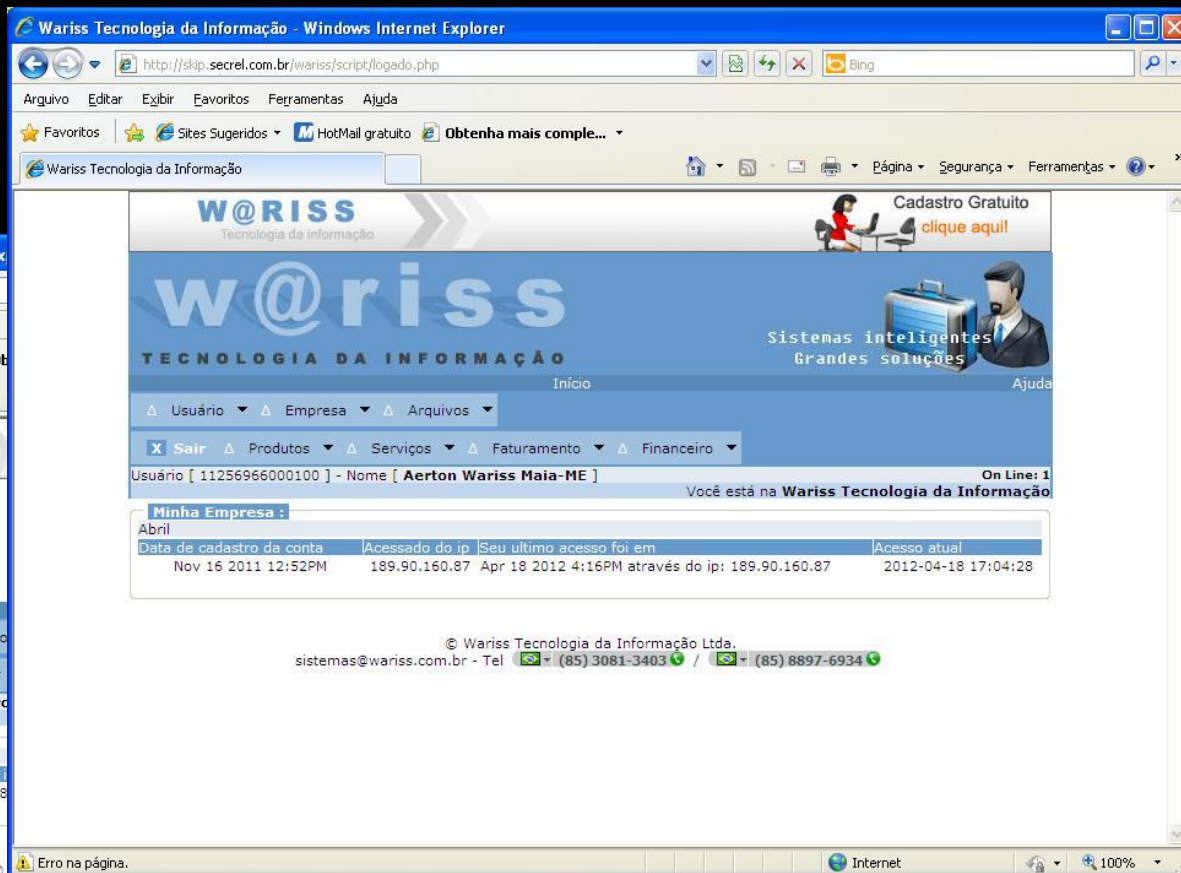 Wariss Tecnologia da Informação - Windows Internet Explorer
http://skip.secrel.com.br/wariss/script/logado.php
Bing
Arquivo Editar Exibir Favoritos Ferramentas Ajuda
Favoritos Sites Sugeridos HotMail gratuito Obtenha mais comple...
Wariss Tecnologia da Informação Página Segurança Ferramentas
W@RISS
Tecnologia da informação
Cadastro Gratuito
clique aqui!
w@riss
TECNOLOGIA DA INFORMAÇÃO
Sistemas inteligentes
Grandes soluções
Início Ajuda
Usuário Empresa Arquivos
X Sair Produtos Serviços Faturamento Financeiro
Usuário [ 11256966000100 ] - Nome [ Aerton Wariss Maia-ME ] On Line: 1
Você está na Wariss Tecnologia da Informação
Minha Empresa :
Abril
Data de cadastro da conta Acessado do ip Seu ultimo acesso foi em Acesso atual
Nov 16 2011 12:52PM 189.90.160.87 Apr 18 2012 4:16PM através do ip: 189.90.160.87 2012-04-18 17:04:28
© Wariss Tecnologia da Informação Ltda.
sistemas@wariss.com.br - Tel (85) 3081-3403 / (85) 8897-6934
Erro na página. Internet 100%